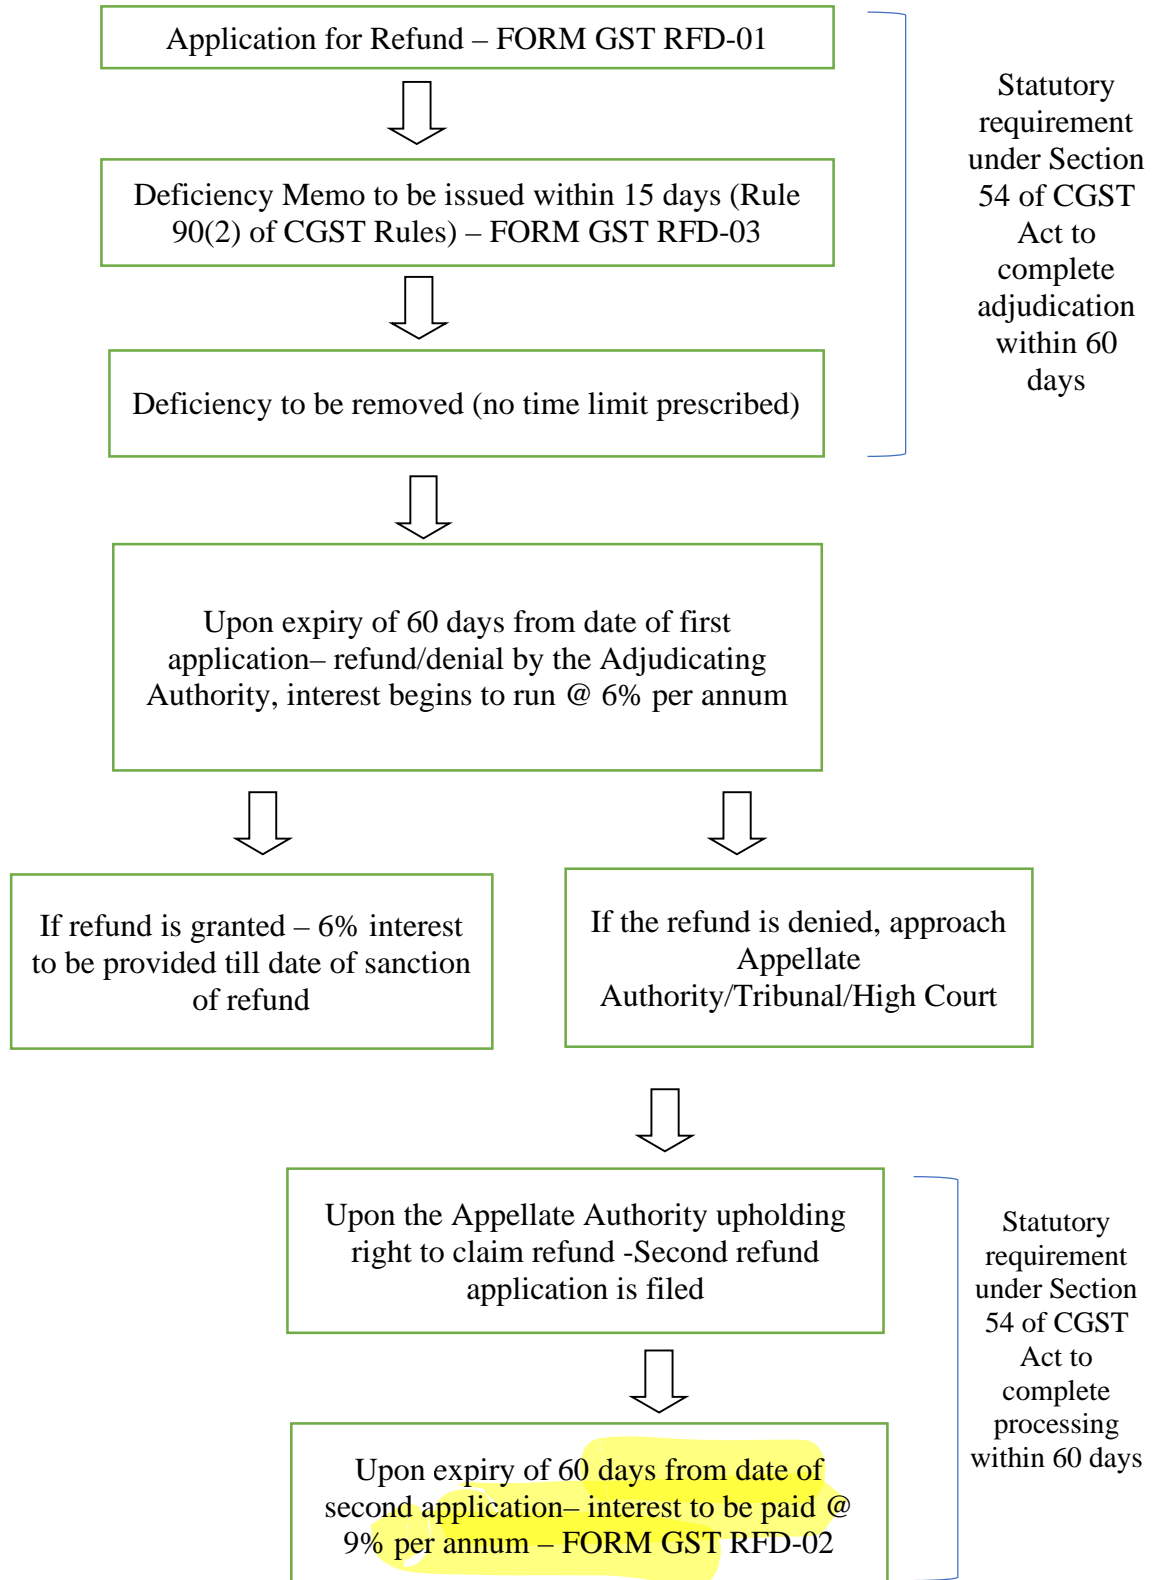 Application for Refund – FORM GST RFD-01
Statutory
requirement
under Section
54 of CGST
Act to
complete
adjudication
within 60
days
Deficiency Memo to be issued within 15 days (Rule
90(2) of CGST Rules) – FORM GST RFD-03
Deficiency to be removed (no time limit prescribed)
Upon expiry of 60 days from date of first
application– refund/denial by the Adjudicating
Authority, interest begins to run @ 6% per annum
If refund is granted – 6% interest
to be provided till date of sanction
of refund
If the refund is denied, approach
Appellate
Authority/Tribunal/High Court
Upon the Appellate Authority upholding
right to claim refund -Second refund
application is filed
Statutory
requirement
under Section
54 of CGST
Act to
complete
processing
within 60 days
Upon expiry of 60 days from date of
second application– interest to be paid @
9% per annum – FORM GST RFD-02